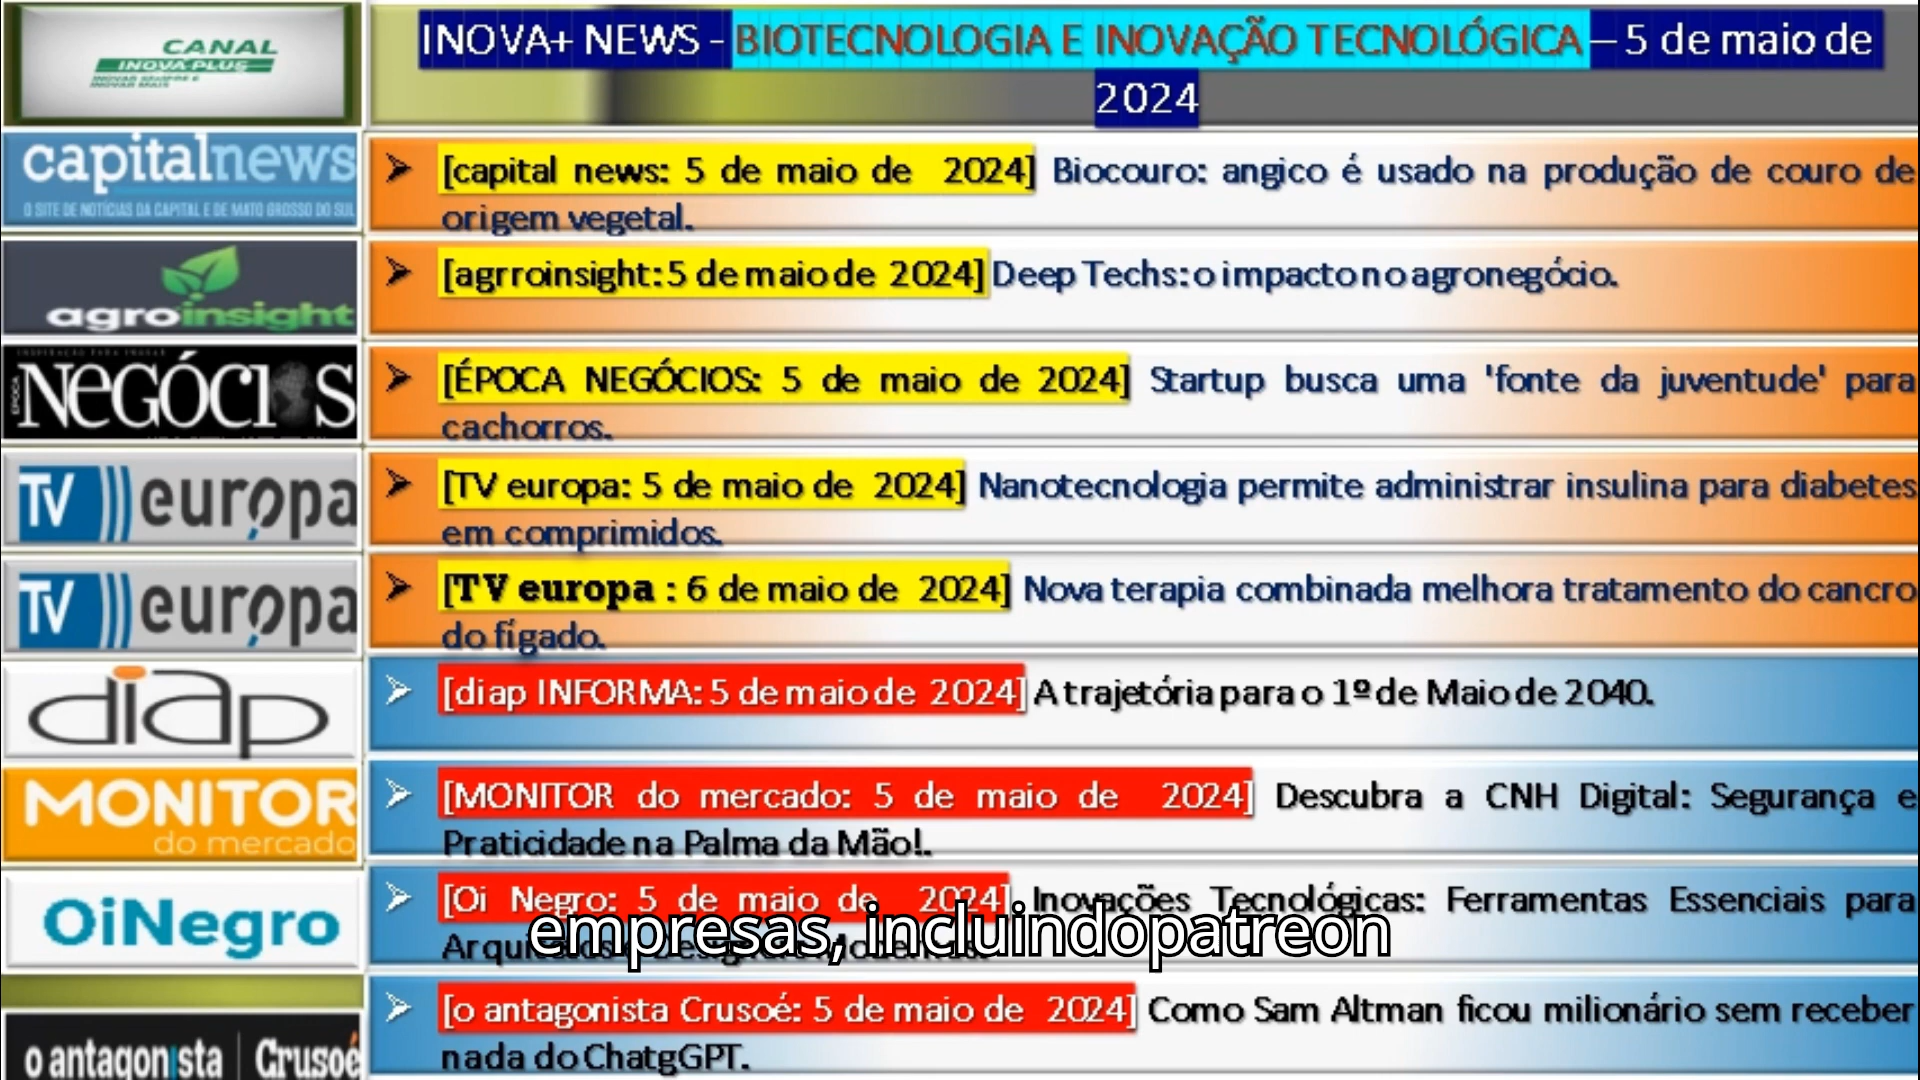 CANAL
INOVA PLUS
INOVAR SEMPRE E
INOVAR MAIS
INOVA+ NEWS - BIOTECNOLOGIA E INOVAÇÃO TECNOLÓGICA – 5 de maio de
2024
capitalnews
O SITE DE NOTÍCIAS DA CAPITAL E DE MATO GROSSO DO SUL
[capital news: 5 de maio de 2024] Biocouro: angico é usado na produção de couro de
origem vegetal.
agroinsight
[agrroinsight: 5 de maio de 2024] Deep Techs: o impacto no agronegócio.
ÉPOCA NEGÓCIOS
[ÉPOCA NEGÓCIOS: 5 de maio de 2024] Startup busca uma 'fonte da juventude' para
cachorros.
TV europa
[TV europa: 5 de maio de 2024] Nanotecnologia permite administrar insulina para diabetes
em comprimidos.
TV europa
[TV europa : 6 de maio de 2024] Nova terapia combinada melhora tratamento do cancro
do fígado.
diap
[diap INFORMA: 5 de maio de 2024] A trajetória para o 1º de Maio de 2040.
MONITOR
do mercado
[MONITOR do mercado: 5 de maio de 2024] Descubra a CNH Digital: Segurança e
Praticidade na Palma da Mão!.
OiNegro
[Oi Negro: 5 de maio de 2024] Inovações Tecnológicas: Ferramentas Essenciais para
empresas, incluindopatreon
o antagonista | Crusoé
[o antagonista Crusoé: 5 de maio de 2024] Como Sam Altman ficou milionário sem receber
nada do ChatgGPT.